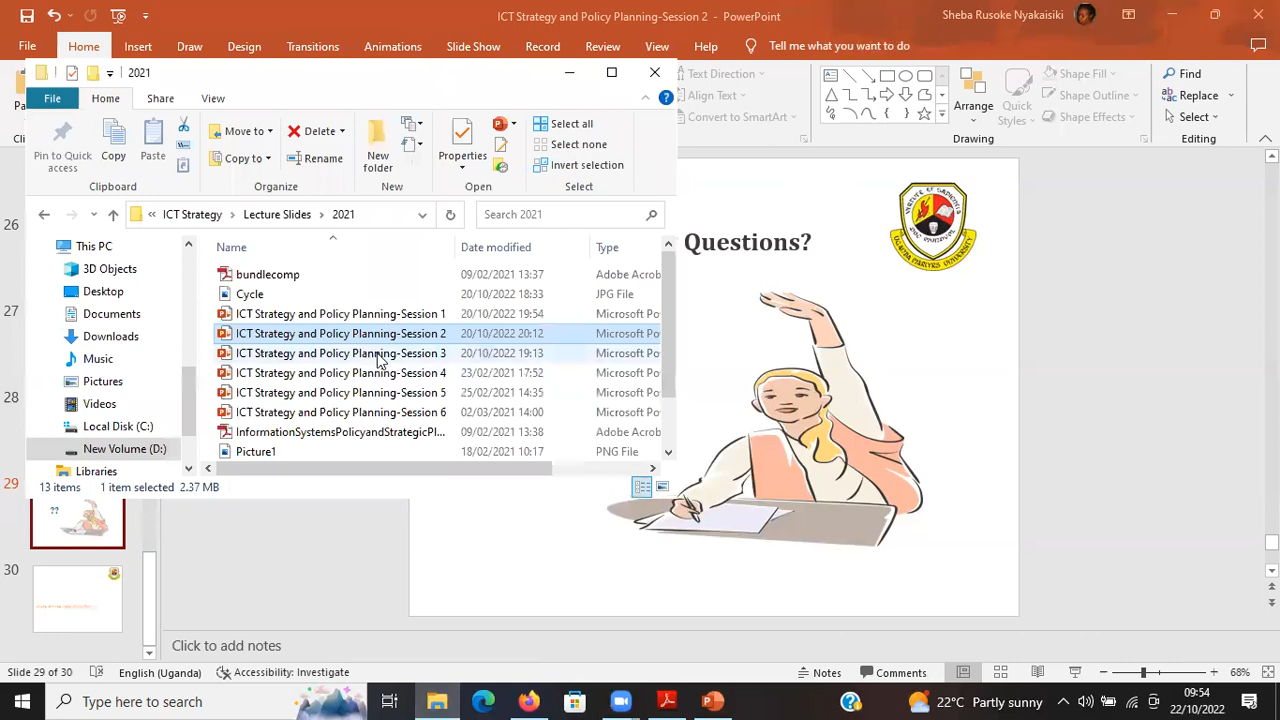 ICT Strategy and Policy Planning-Session 2 - PowerPoint
Sheba Rusoke Nyakaisiki
File Home Insert Draw Design Transitions Animations Slide Show Record Review View Help Tell me what you want to do
2021
File Home Share View
Pin to Quick access
Copy
Paste
Clipboard
Move to
Copy to
Delete
Rename
Organize
New folder
New
Properties
Open
Select all
Select none
Invert selection
Select
Text Direction
Align Text
Convert to SmartArt
Arrange
Quick Styles
Shape Fill
Shape Outline
Shape Effects
Drawing
Find
Replace
Select
Editing
« ICT Strategy > Lecture Slides > 2021
Search 2021
This PC
3D Objects
Desktop
Documents
Downloads
Music
Pictures
Videos
Local Disk (C:)
New Volume (D:)
Libraries
Name Date modified Type
bundlecomp 09/02/2021 13:37 Adobe Acrob
Cycle 20/10/2022 18:33 JPG File
ICT Strategy and Policy Planning-Session 1 20/10/2022 19:54 Microsoft Po
ICT Strategy and Policy Planning-Session 2 20/10/2022 20:12 Microsoft Po
ICT Strategy and Policy Planning-Session 3 20/10/2022 19:13 Microsoft Po
ICT Strategy and Policy Planning-Session 4 23/02/2021 17:52 Microsoft Po
ICT Strategy and Policy Planning-Session 5 25/02/2021 14:35 Microsoft Po
ICT Strategy and Policy Planning-Session 6 02/03/2021 14:00 Microsoft Po
InformationSystemsPolicyandStrategicPl... 09/02/2021 13:38 Adobe Acrob
Picture1 18/02/2021 10:17 PNG File
13 items 1 item selected 2.37 MB
26
27
28
29
30
??
Questions?
Click to add notes
Slide 29 of 30 English (Uganda) Accessibility: Investigate Notes Comments 68%
Type here to search
22°C Partly sunny
09:54
22/10/2022